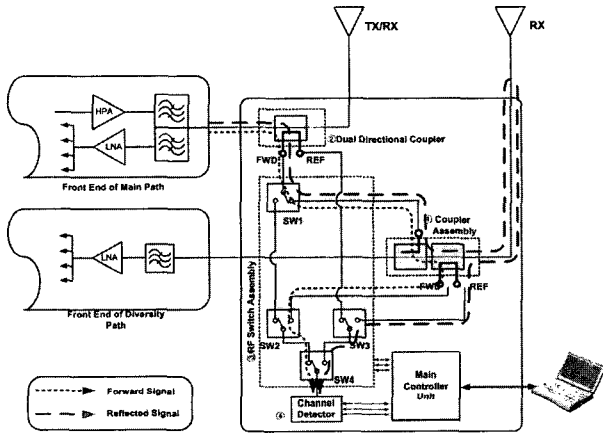 TX/RX
RX
HPA
LNA
Front End of Main Path
②Dual Directional Coupler
FWD
REF
SW1
① Coupler
Assembly
LNA
FWD
REF
Front End of Diversity
Path
③RF Switch Assembly
SW2
SW3
SW4
Main
Controller
Unit
④
Channel
Detector
Forward Signal
Reflected Signal